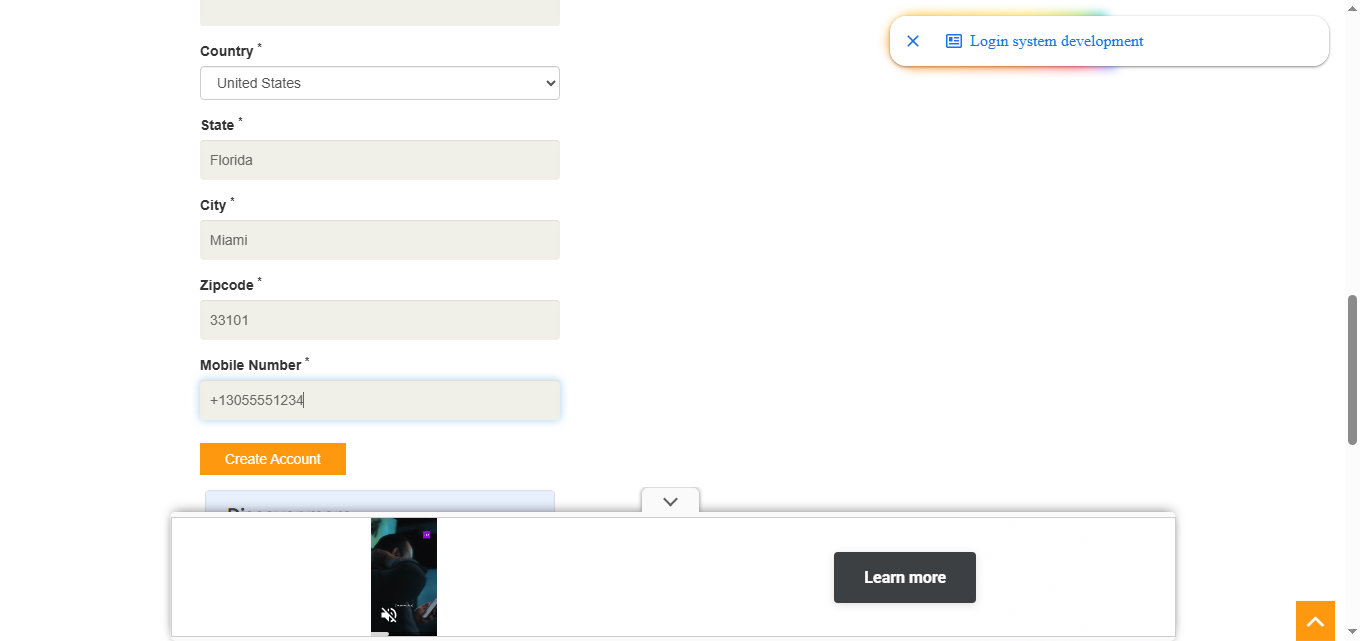 Country *
Login system development
United States
State *
Florida
City *
Miami
Zipcode *
33101
Mobile Number *
+13055551234
Create Account
Learn more